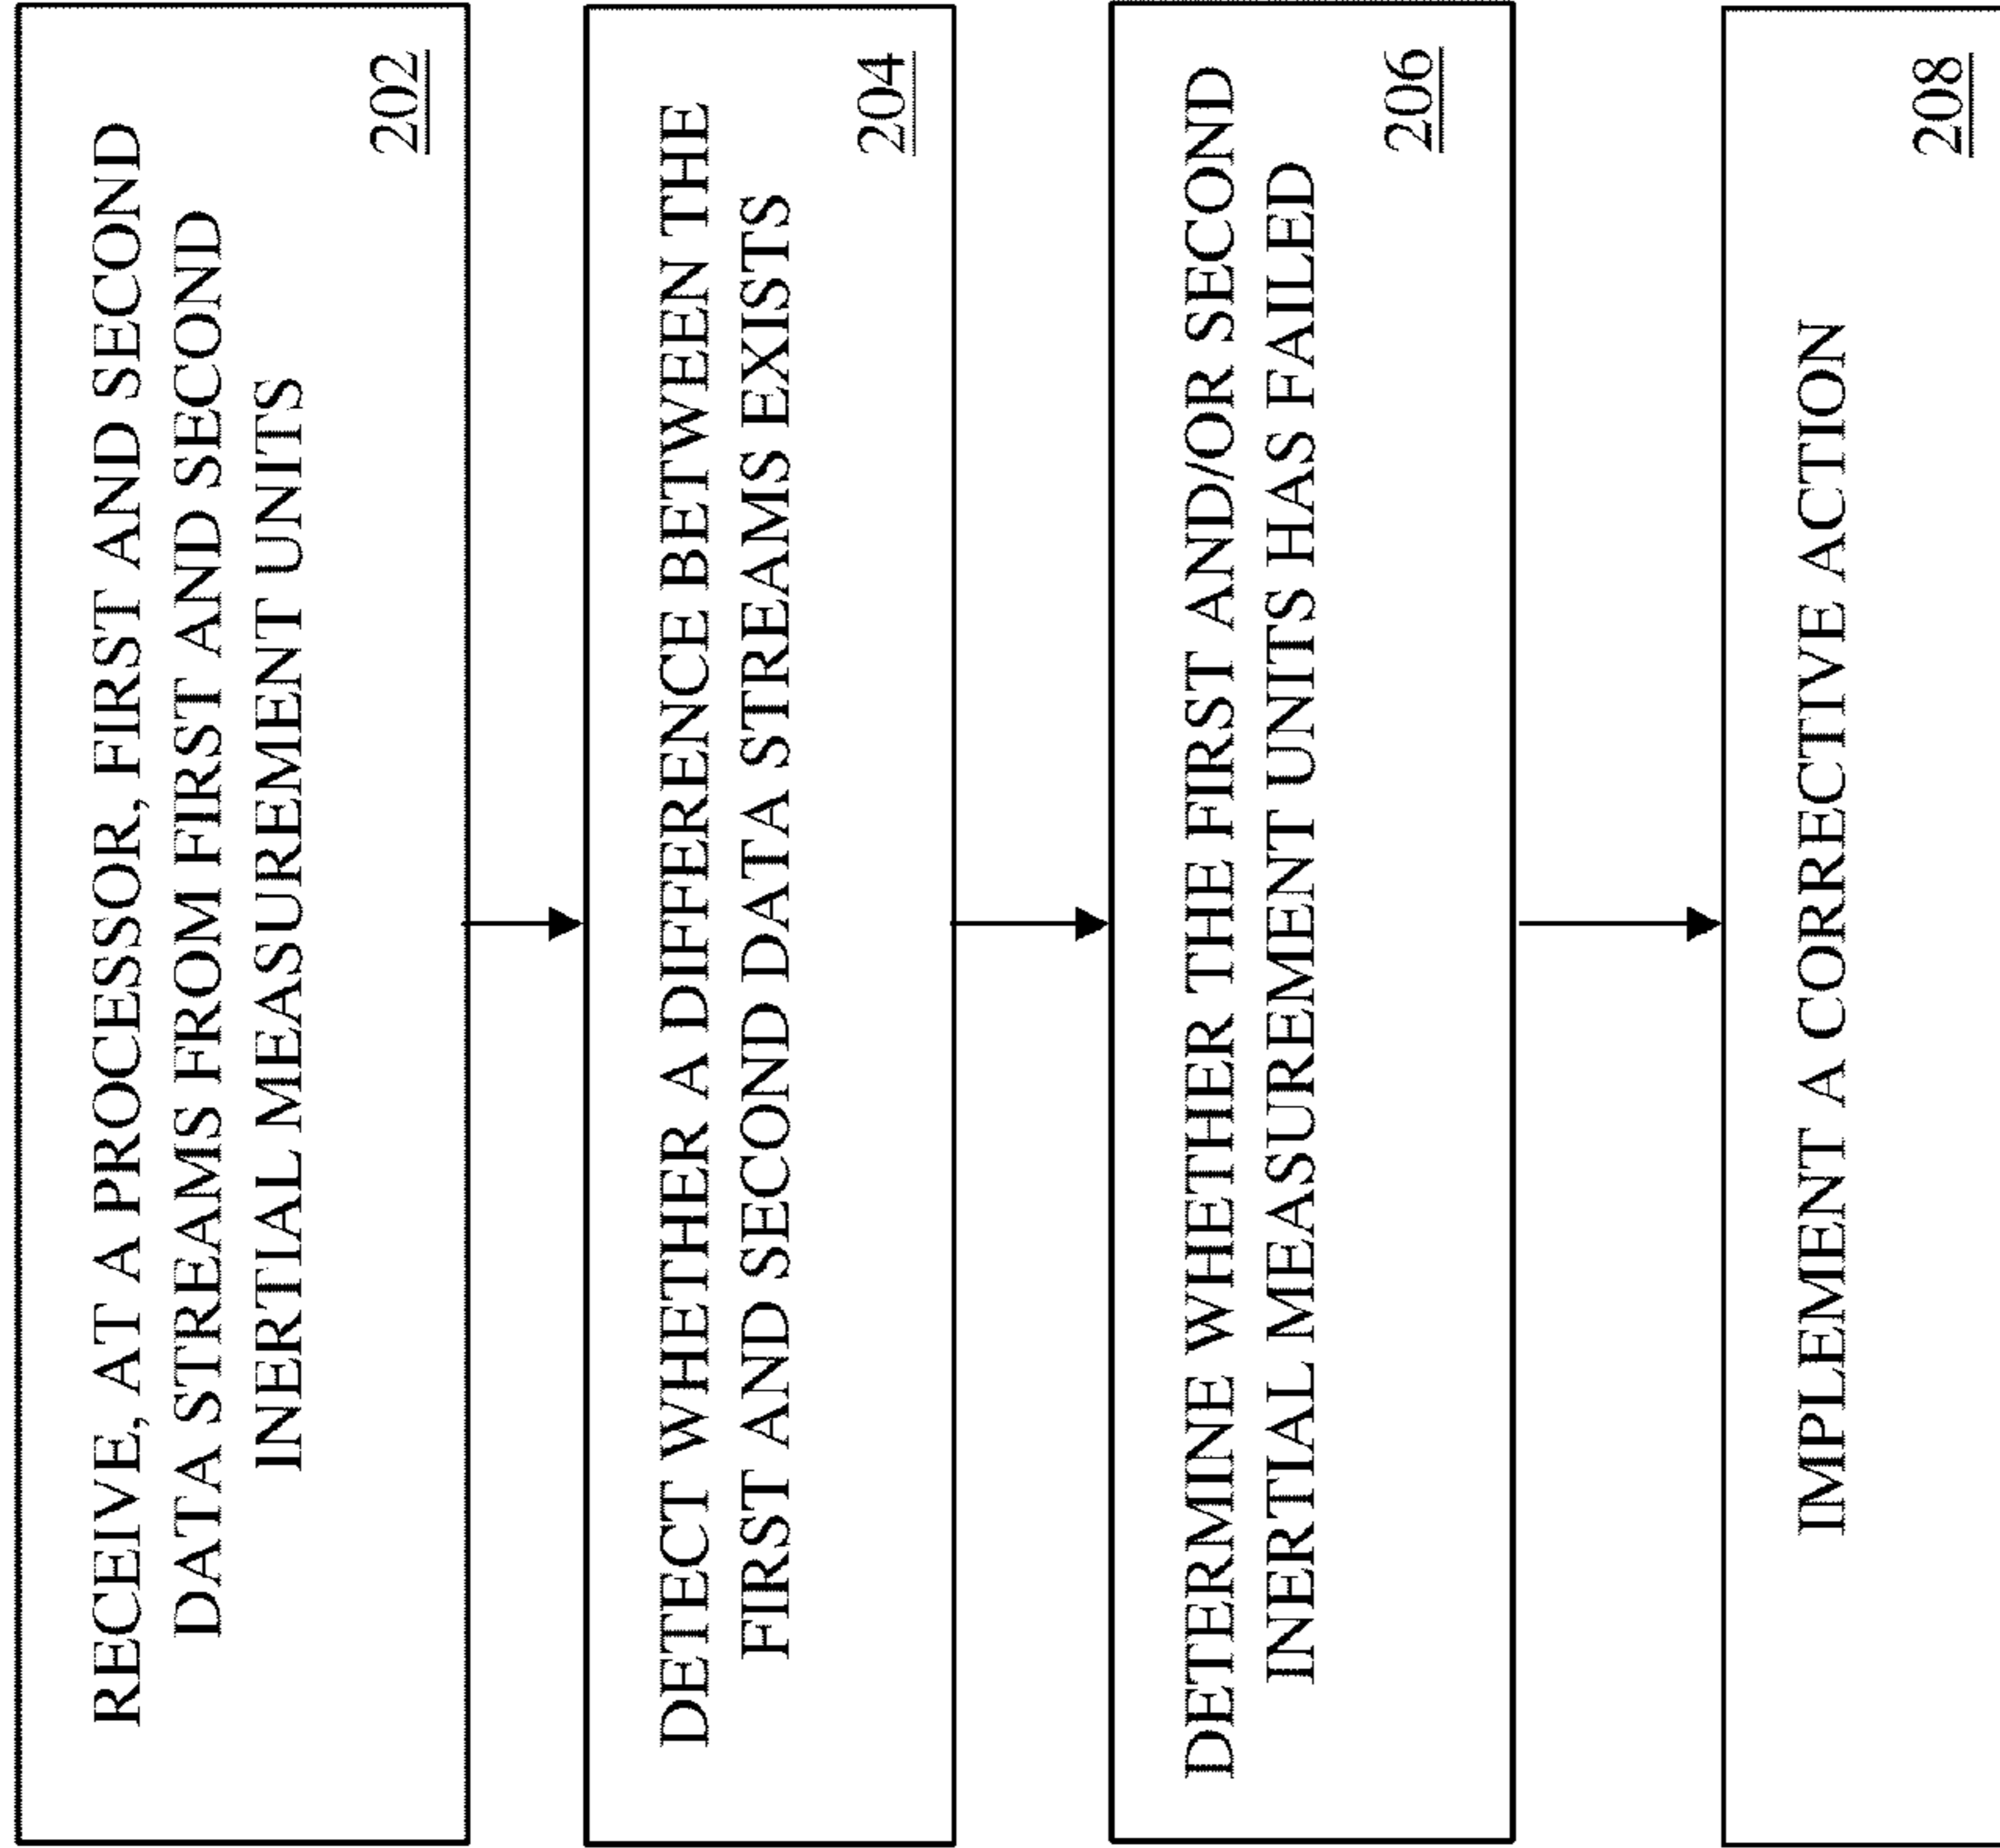 RECEIVE, AT A PROCESSOR, FIRST AND SECOND
DATA STREAMS FROM FIRST AND SECOND
INERTIAL MEASUREMENT UNITS
202
DETECT WHETHER A DIFFERENCE BETWEEN THE
FIRST AND SECOND DATA STREAMS EXISTS
204
DETERMINE WHETHER THE FIRST AND/OR SECOND
INERTIAL MEASUREMENT UNITS HAS FAILED
206
IMPLEMENT A CORRECTIVE ACTION
208